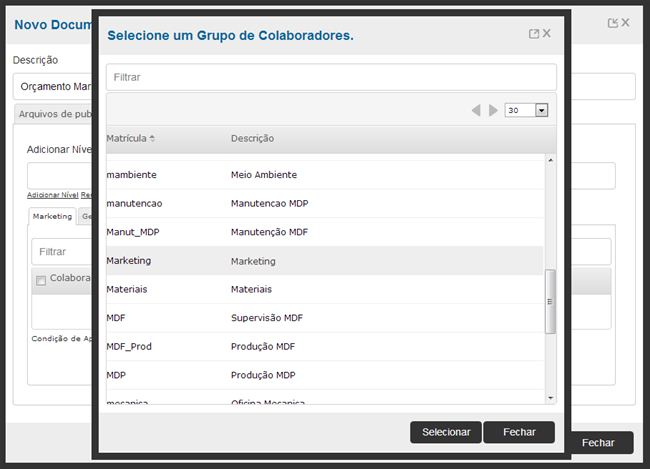 Novo Docum
Selecione um Grupo de Colaboradores.
Descrição
Orçamento Mar
Arquivos de pub
Adicionar Níve
Adicionar Nível Re
Marketing Ge
Filtrar
Colabora
Condição de Ap
Filtrar
30
Matrícula Descrição
mambiente Meio Ambiente
manutencao Manutencao MDP
Manut_MDP Manutenção MDF
Marketing Marketing
Materiais Materiais
MDF Supervisão MDF
MDF_Prod Produção MDF
MDP Produção MDP
mecanica Oficina Mecanica
Selecionar Fechar
Fechar